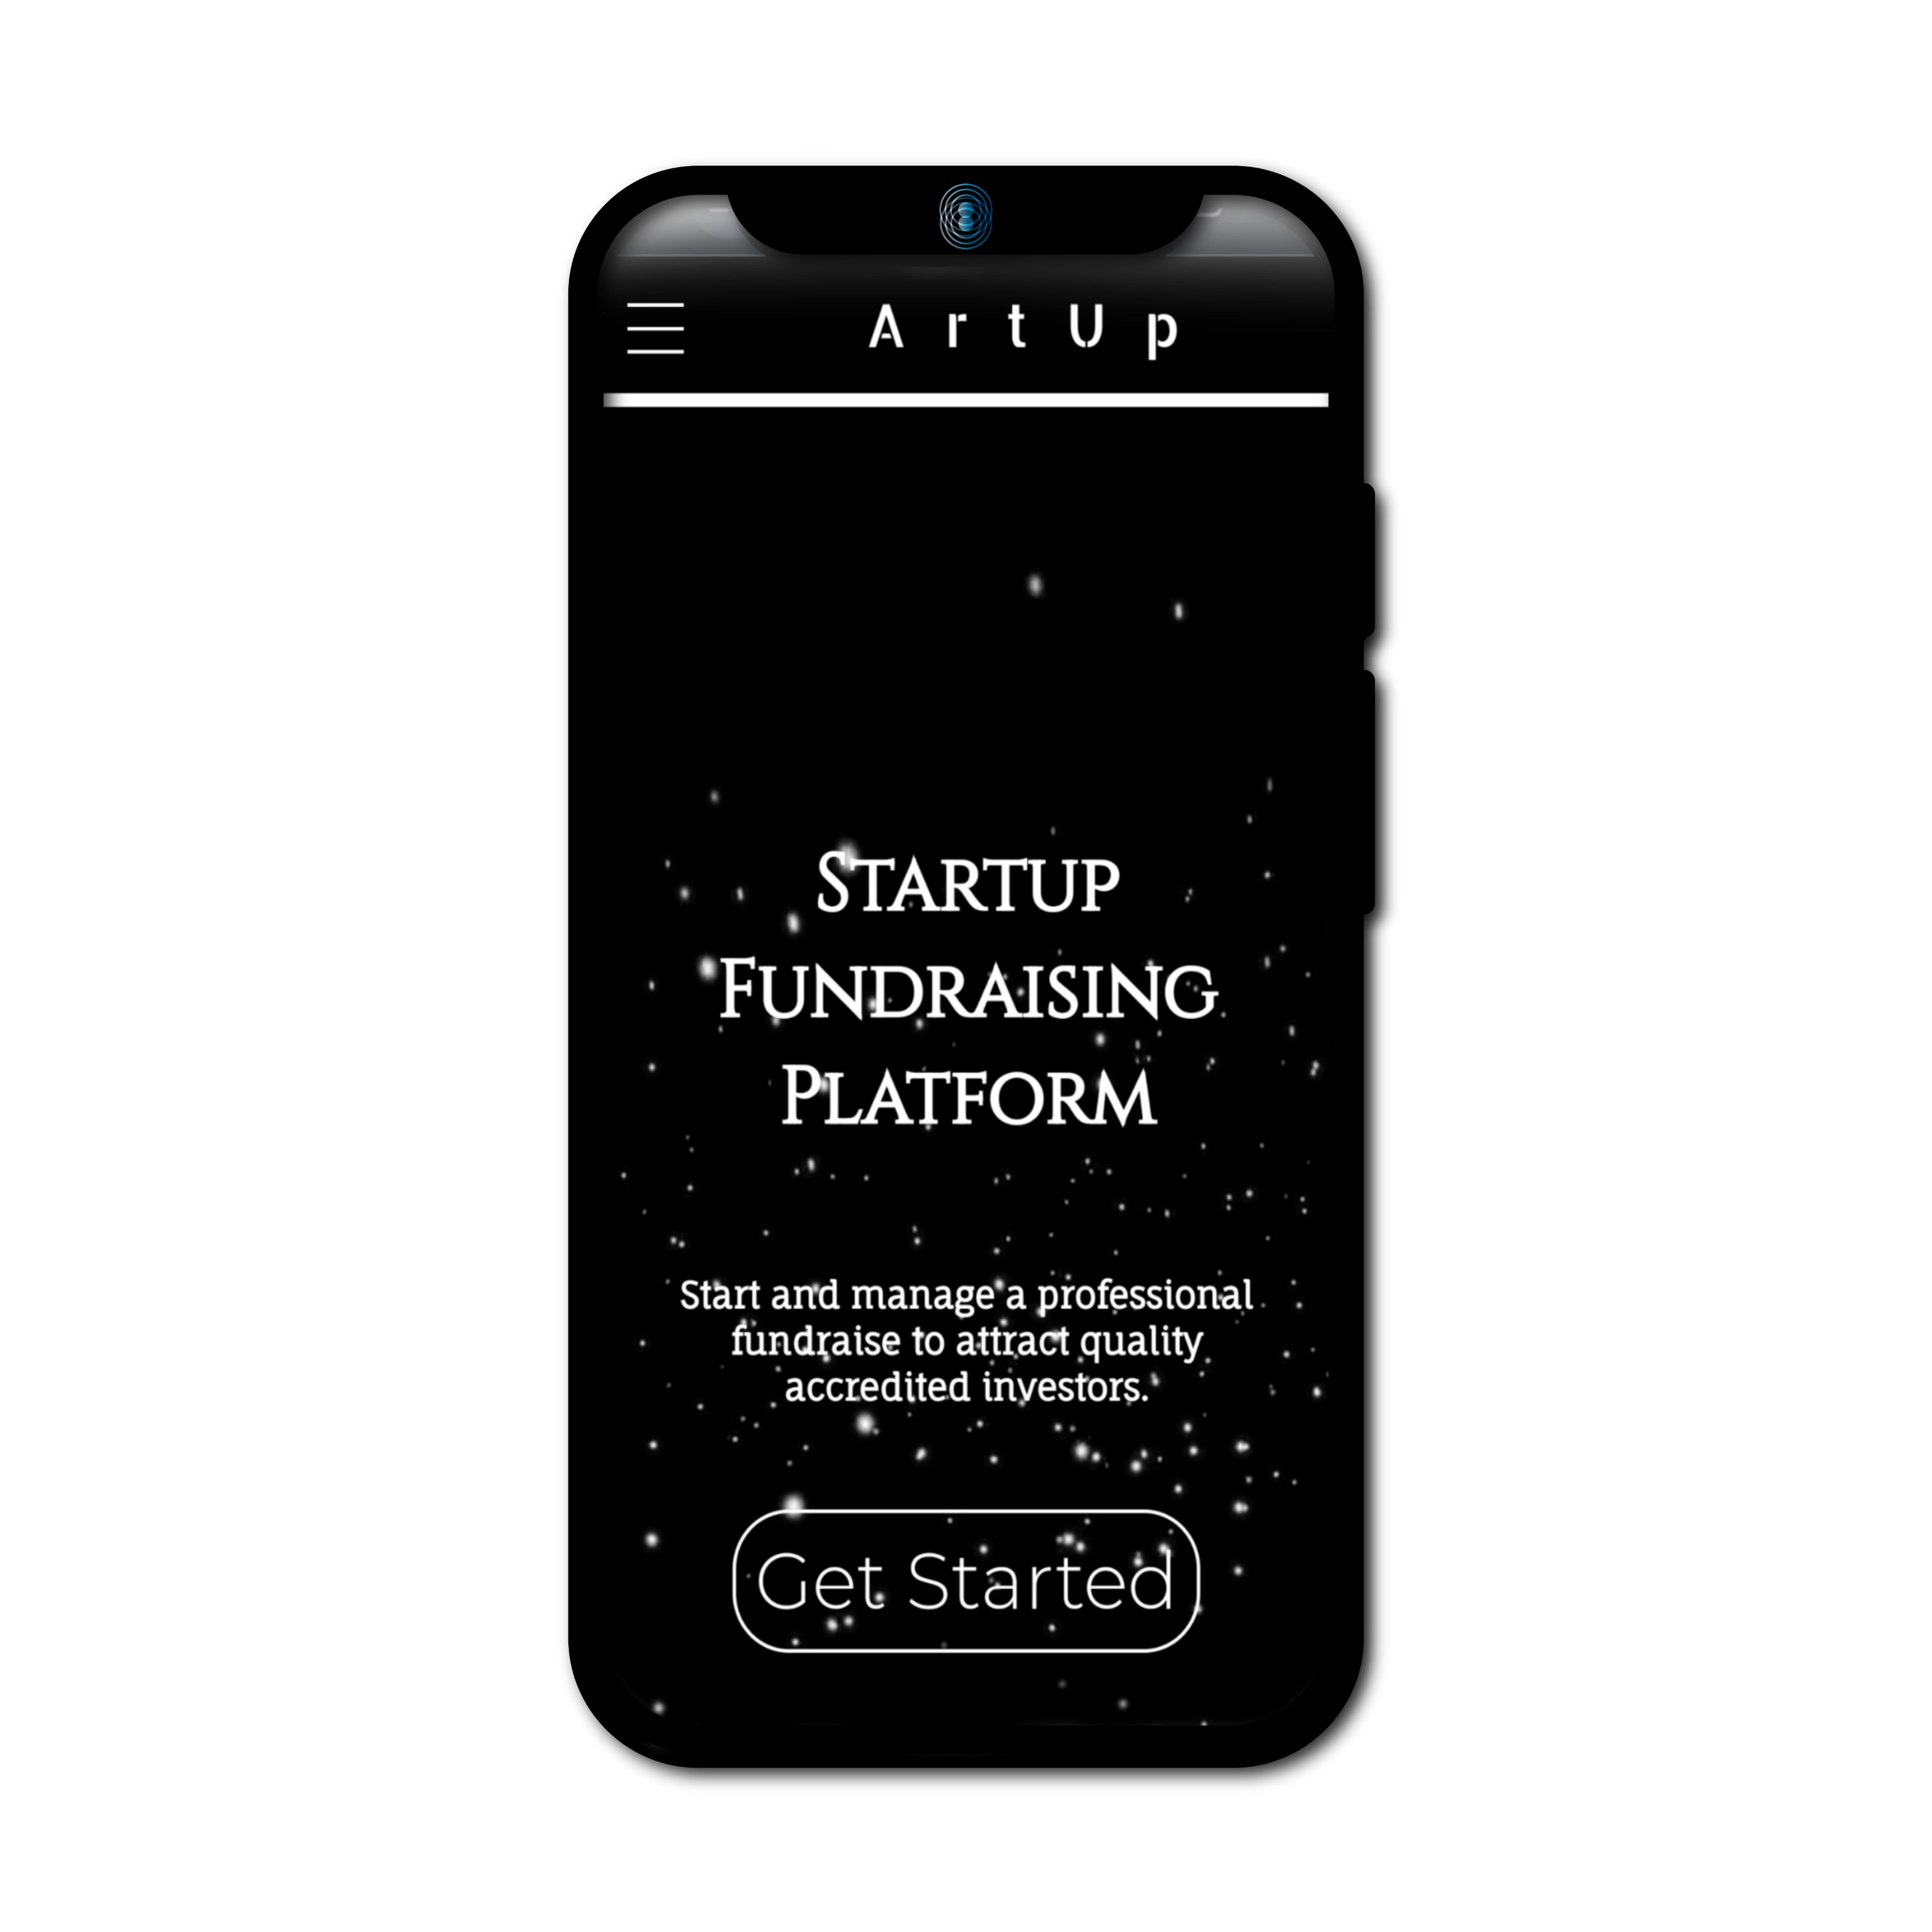 ArtUp
Startup
Fundraising
Platform
Start and manage a professional
fundraise to attract quality
accredited investors.
Get Started